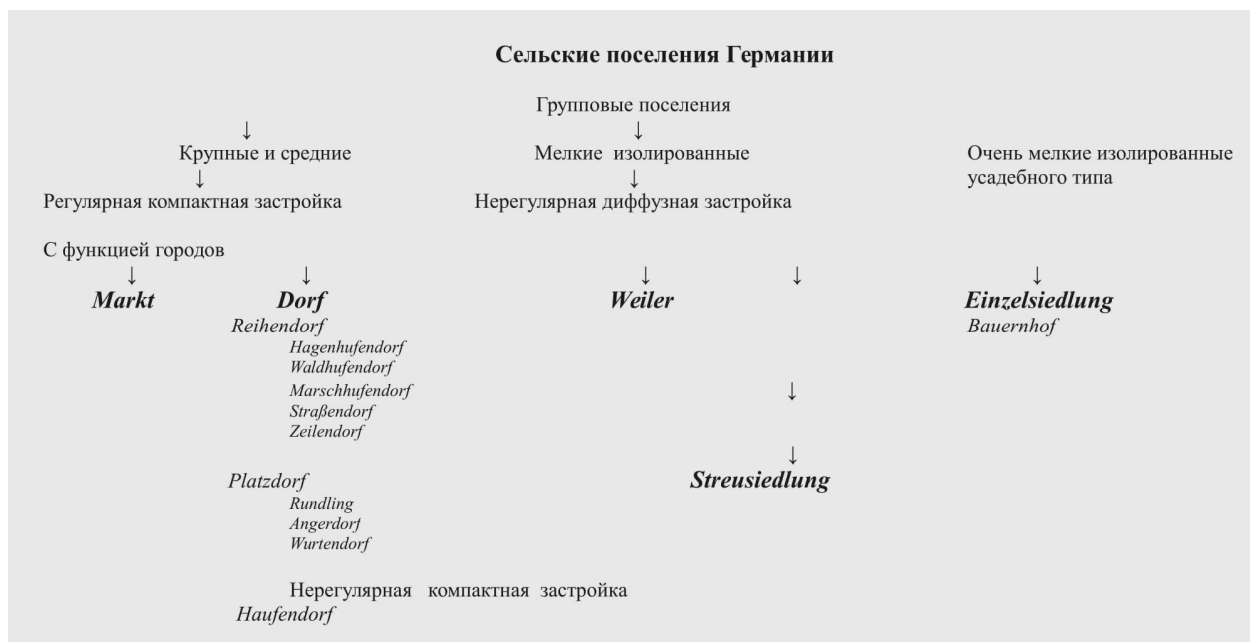 Сельские поселения Германии
Групповые поселения
↓ ↓
Крупные и средние Мелкие изолированные Очень мелкие изолированные
↓ ↓ усадебного типа
Регулярная компактная застройка Нерегулярная диффузная застройка
С функцией городов
↓ ↓ ↓ ↓ ↓
Markt Dorf Weiler Einzelsiedlung
Reihendorf Bauernhof
Hagenhufendorf
Waldhufendorf
Marschhufendorf ↓
Straßendorf
Zeilendorf
↓
Platzdorf Streusiedlung
Rundling
Angerdorf
Wurtendorf
Нерегулярная компактная застройка
Haufendorf